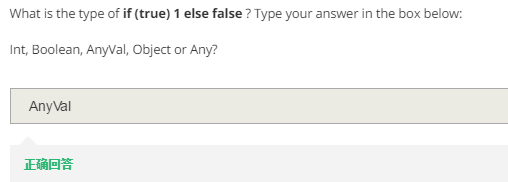 What is the type of if (true) 1 else false ? Type your answer in the box below:
Int, Boolean, AnyVal, Object or Any?
AnyVal
正确回答